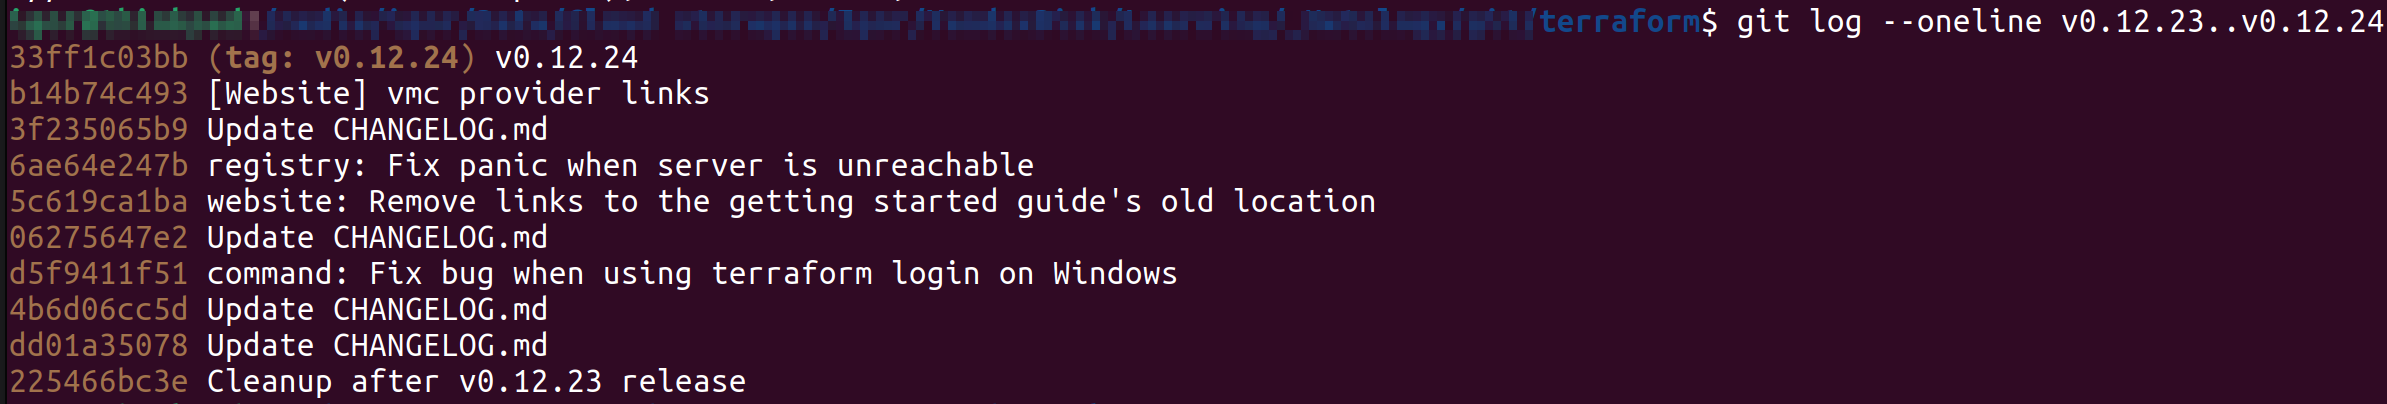 /terraform$ git log --oneline v0.12.23..v0.12.24
33ff1c03bb (tag: v0.12.24) v0.12.24
b14b74c493 [Website] vmc provider links
3f235065b9 Update CHANGELOG.md
6ae64e247b registry: Fix panic when server is unreachable
5c619ca1ba website: Remove links to the getting started guide's old location
06275647e2 Update CHANGELOG.md
d5f9411f51 command: Fix bug when using terraform login on Windows
4b6d06cc5d Update CHANGELOG.md
dd01a35078 Update CHANGELOG.md
225466bc3e Cleanup after v0.12.23 release